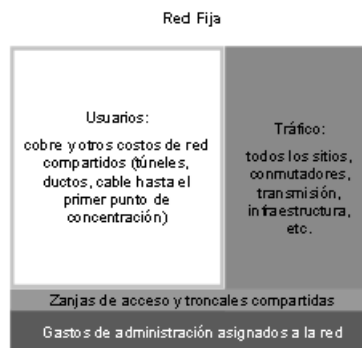 Red Fija
Usuarios:
cobre y otros costos de red
compartidos (túneles,
ductos, cable hasta el
primer punto de
concentración)
Tráfico:
todos los sitios,
conmutadores,
transmisión,
infraestructura,
etc.
Zanjas de acceso y troncales compartidas
Gastos de administración asignados a la red